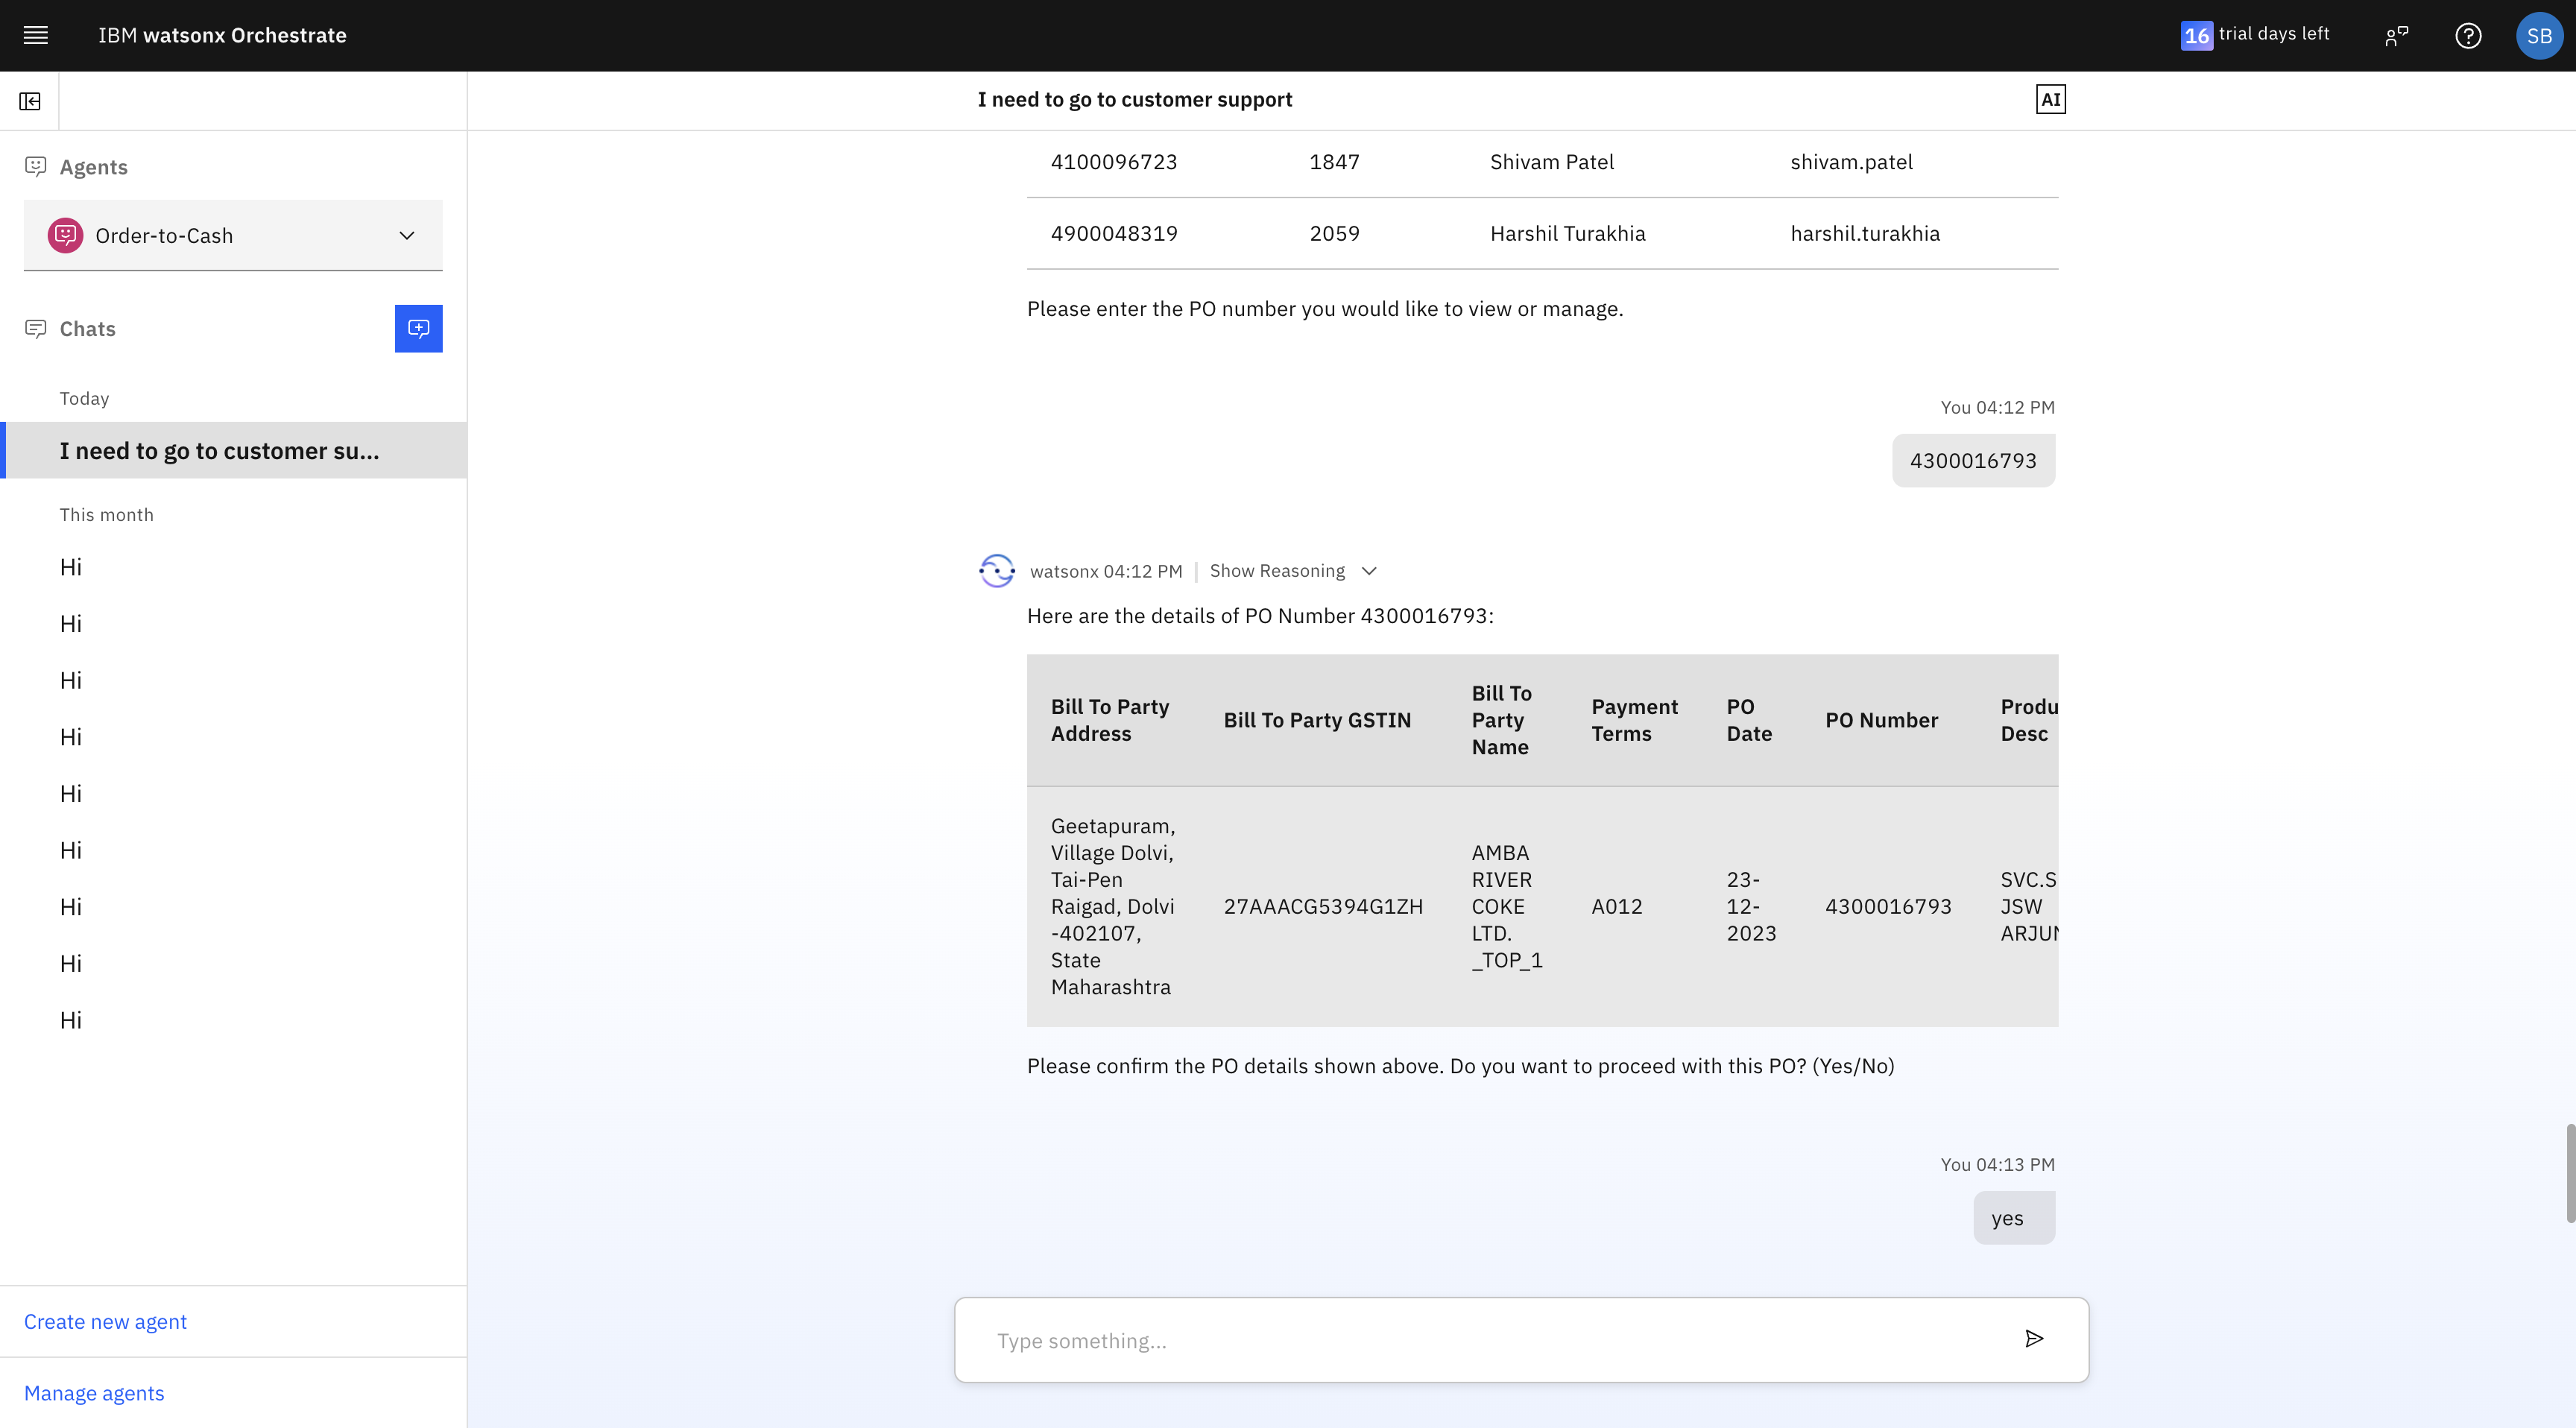 IBM watsonx Orchestrate
16 trial days left
SB
I need to go to customer support
AI
Agents
Order-to-Cash
Chats
Today
I need to go to customer su...
This month
Hi
Hi
Hi
Hi
Hi
Hi
Hi
Hi
Hi
Create new agent
Manage agents
4100096723 1847 Shivam Patel shivam.patel
4900048319 2059 Harshil Turakhia harshil.turakhia
Please enter the PO number you would like to view or manage.
You 04:12 PM
4300016793
watsonx 04:12 PM | Show Reasoning
Here are the details of PO Number 4300016793:
Bill To Party
Address
Bill To Party GSTIN
Bill To
Party
Name
Payment
Terms
PO
Date
PO Number
Produ
Desc
Geetapuram,
Village Dolvi,
Tai-Pen
Raigad, Dolvi
-402107,
State
Maharashtra
27AAACG5394G1ZH
AMBA
RIVER
COKE
LTD.
_TOP_1
A012
23-
12-
2023
4300016793
SVC.S
JSW
ARJUN
Please confirm the PO details shown above. Do you want to proceed with this PO? (Yes/No)
You 04:13 PM
yes
Type something...